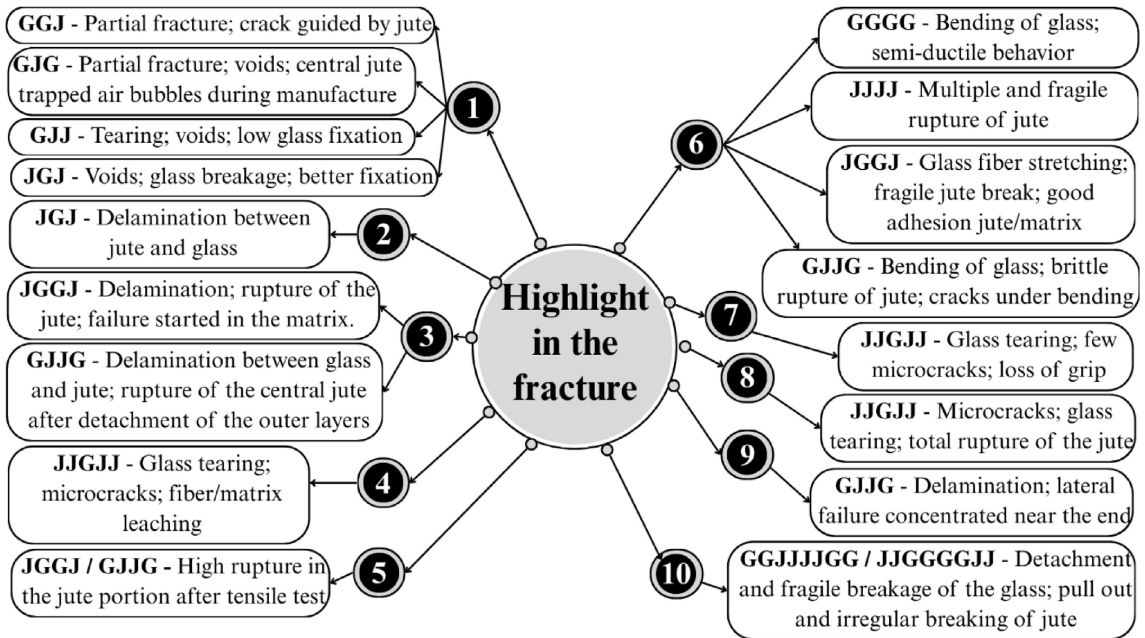 GGJ - Partial fracture; crack guided by jute
GJG - Partial fracture; voids; central jute
trapped air bubbles during manufacture
GJJ - Tearing; voids; low glass fixation
JGJ - Voids; glass breakage; better fixation
1
JGJ - Delamination between
jute and glass
2
JGGJ - Delamination; rupture of the
jute; failure started in the matrix.
GJJG - Delamination between glass
and jute; rupture of the central jute
after detachment of the outer layers
3
JJGJJ - Glass tearing;
microcracks; fiber/matrix
leaching
4
JGGJ / GJJG - High rupture in
the jute portion after tensile test
5
Highlight
in the
fracture
6
GGGG - Bending of glass;
semi-ductile behavior
JJJJ - Multiple and fragile
rupture of jute
JGGJ - Glass fiber stretching;
fragile jute break; good
adhesion jute/matrix
GJJG - Bending of glass; brittle
rupture of jute; cracks under bending
7
JJGJJ - Glass tearing; few
microcracks; loss of grip
8
JJGJJ - Microcracks; glass
tearing; total rupture of the jute
9
GJJG - Delamination; lateral
failure concentrated near the end
10
GGJJJJGG / JJGGGGJJ - Detachment
and fragile breakage of the glass; pull out
and irregular breaking of jute